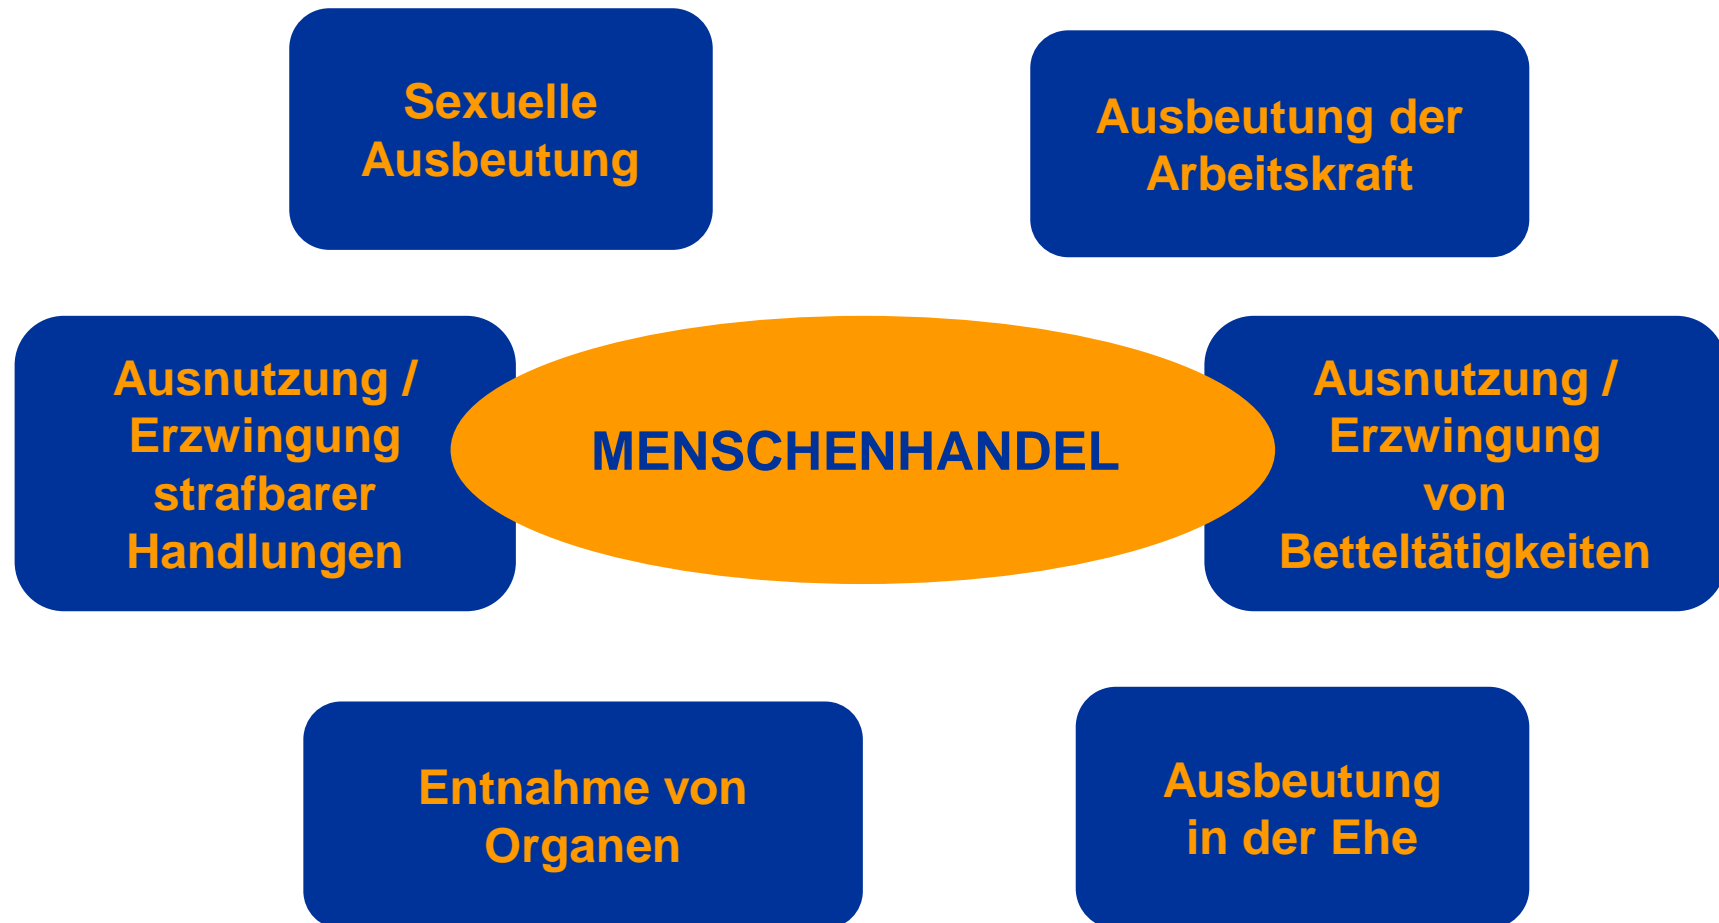 Sexuelle
Ausbeutung
Ausbeutung der
Arbeitskraft
Ausnutzung /
Erzwingung
strafbarer
Handlungen
MENSCHENHANDEL
Ausnutzung /
Erzwingung
von
Betteltätigkeiten
Entnahme von
Organen
Ausbeutung
in der Ehe